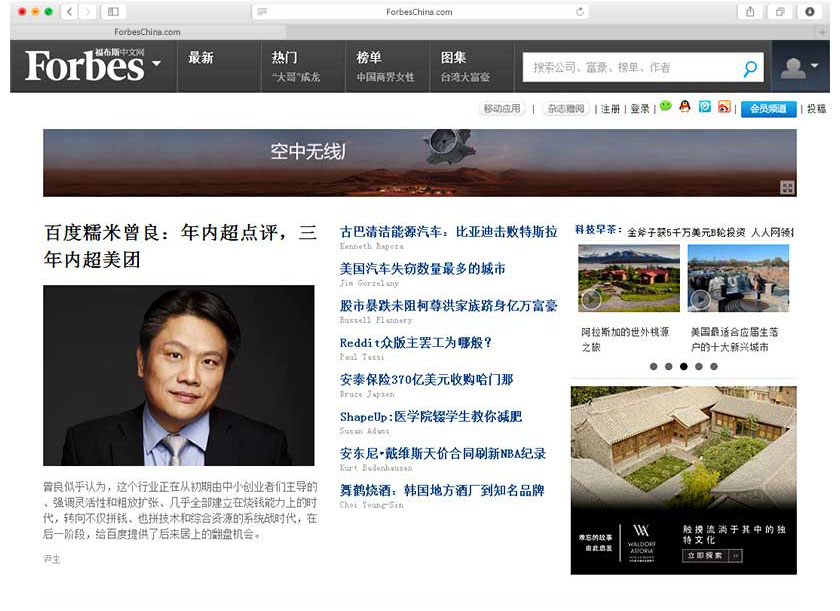 ForbesChina.com
ForbesChina.com
Forbes 福布斯中文网
最新
热门
“大哥”成龙
榜单
中国商界女性
图集
台湾大富豪
搜索公司、富豪、榜单、作者
移动应用 | 杂志赠阅 | 注册 | 登录 | 会员频道 | 投稿
空中无线
百度糯米曾良：年内超点评，三
年内超美团
曾良似乎认为，这个行业正在从初期由中小创业者们主导的
、强调灵活性和粗放扩张、几乎全部建立在烧钱能力上的时
代，转向不仅拼钱、也拼技术和综合资源的系统战时代，在
后一阶段，给百度提供了后来居上的翻盘机会。
尹生
古巴清洁能源汽车：比亚迪击败特斯拉
Kenneth Rapoza
美国汽车失窃数量最多的城市
Jim Gorzelany
股市暴跌未阻柯尊洪家族跻身亿万富豪
Russell Flannery
Reddit众版主罢工为哪般？
Paul Tassi
安泰保险370亿美元收购哈门那
Bruce Japsen
ShapeUp:医学院辍学生教你减肥
Susan Adams
安东尼•戴维斯天价合同刷新NBA纪录
Kurt Badenhausen
舞鹤烧酒：韩国地方酒厂到知名品牌
Choi Young-Sin
科技早茶： 金斧子获5千万美元B轮投资 人人网领
阿拉斯加的世外桃源
之旅
美国最适合应届生落
户的十大新兴城市
难忘的故事
由此启发
WALDORF
ASTORIA
触摸流淌于其中的独
特文化
立即探索